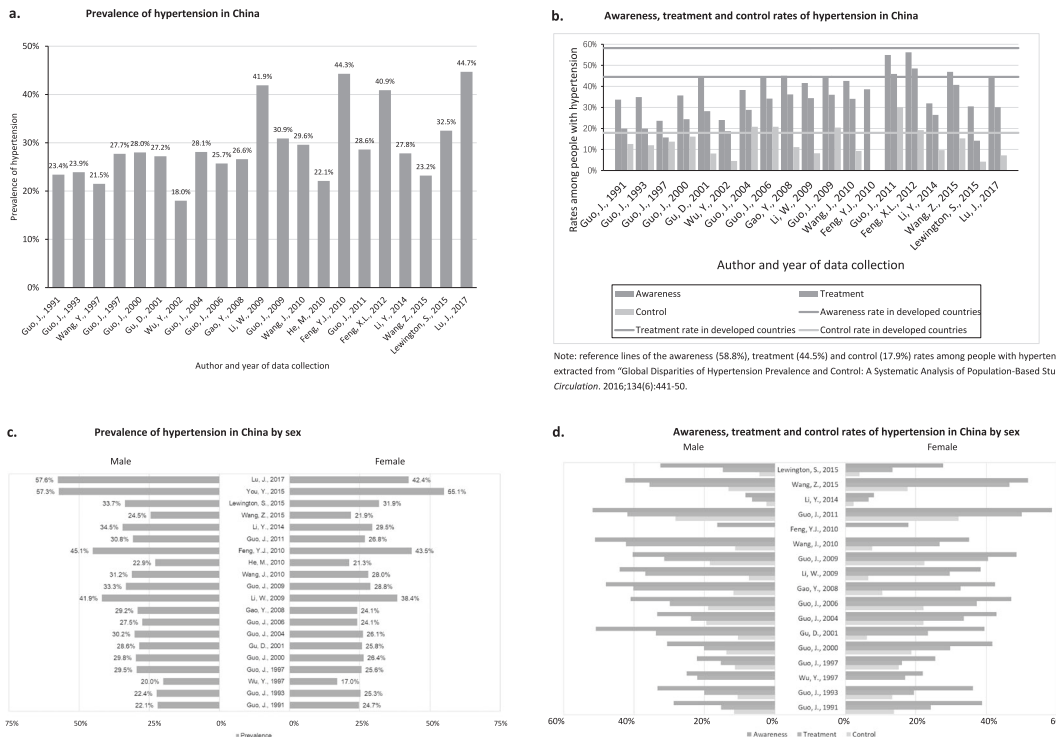 a.
Prevalence of hypertension in China
Prevalence of hypertension
50%
40%
30%
20%
10%
0%
23.4%
23.9%
21.5%
27.7%
28.0%
27.2%
18.0%
28.1%
25.7%
26.6%
41.9%
30.9%
29.6%
22.1%
44.3%
28.6%
40.9%
27.8%
23.2%
32.5%
44.7%
Guo, J., 1991
Guo, J., 1993
Wang, Y., 1997
Guo, J., 1997
Guo, J., 2000
Gu, D., 2001
Wu, Y., 2002
Guo, J., 2004
Guo, J., 2006
Gao, Y., 2008
Li, W., 2009
Guo, J., 2009
Wang, J., 2010
He, M., 2010
Feng, Y.J., 2010
Guo, J., 2011
Feng, X.L., 2012
Li, Y., 2014
Wang, Z., 2015
Lewington, S., 2015
Lu, J., 2017
Author and year of data collection
b.
Awareness, treatment and control rates of hypertension in China
Rates among people with hypertension
60%
50%
40%
30%
20%
10%
0%
Guo, J., 1991
Guo, J., 1993
Guo, J., 1997
Guo, J., 2000
Gu, D., 2001
Wu, Y., 2002
Guo, J., 2004
Guo, J., 2006
Gao, Y., 2008
Li, W., 2009
Guo, J., 2009
Wang, J., 2010
Feng, Y.J., 2010
Guo, J., 2011
Feng, X.L., 2012
Li, Y., 2014
Wang, Z., 2015
Lewington, S., 2015
Lu, J., 2017
Author and year of data collection
Awareness
Treatment
Control
Awareness rate in developed countries
Treatment rate in developed countries
Control rate in developed countries
Note: reference lines of the awareness (58.8%), treatment (44.5%) and control (17.9%) rates among people with hyperten
extracted from “Global Disparities of Hypertension Prevalence and Control: A Systematic Analysis of Population-Based Stu
Circulation. 2016;134(6):441-50.
c.
Prevalence of hypertension in China by sex
Male
Female
57.6% Lu, J., 2017 42.4%
57.3% You, Y., 2015 55.1%
33.7% Lewington, S., 2015 31.9%
24.5% Wang, Z., 2015 21.9%
34.5% Li, Y., 2014 29.5%
30.8% Guo, J., 2011 26.8%
45.1% Feng, Y.J., 2010 43.5%
22.9% He, M., 2010 21.3%
31.2% Wang, J., 2010 28.0%
33.3% Guo, J., 2009 28.8%
41.9% Li, W., 2009 38.4%
29.2% Gao, Y., 2008 24.1%
27.5% Guo, J., 2006 24.1%
30.2% Guo, J., 2004 26.1%
28.8% Gu, D., 2001 25.8%
29.8% Guo, J., 2000 26.4%
29.5% Guo, J., 1997 25.6%
20.0% Wu, Y., 1997 17.0%
22.4% Guo, J., 1993 25.3%
22.1% Guo, J., 1991 24.7%
75% 50% 25% 0% 0% 25% 50% 75%
Prevalence
d.
Awareness, treatment and control rates of hypertension in China by sex
Male
Female
Lewington, S., 2015
Wang, Z., 2015
Li, Y., 2014
Guo, J., 2011
Feng, Y.J., 2010
Wang, J., 2010
Guo, J., 2009
Li, W., 2009
Gao, Y., 2008
Guo, J., 2006
Guo, J., 2004
Gu, D., 2001
Guo, J., 2000
Guo, J., 1997
Wu, Y., 1997
Guo, J., 1993
Guo, J., 1991
60% 40% 20% 0% 0% 20% 40%
Awareness Treatment Control